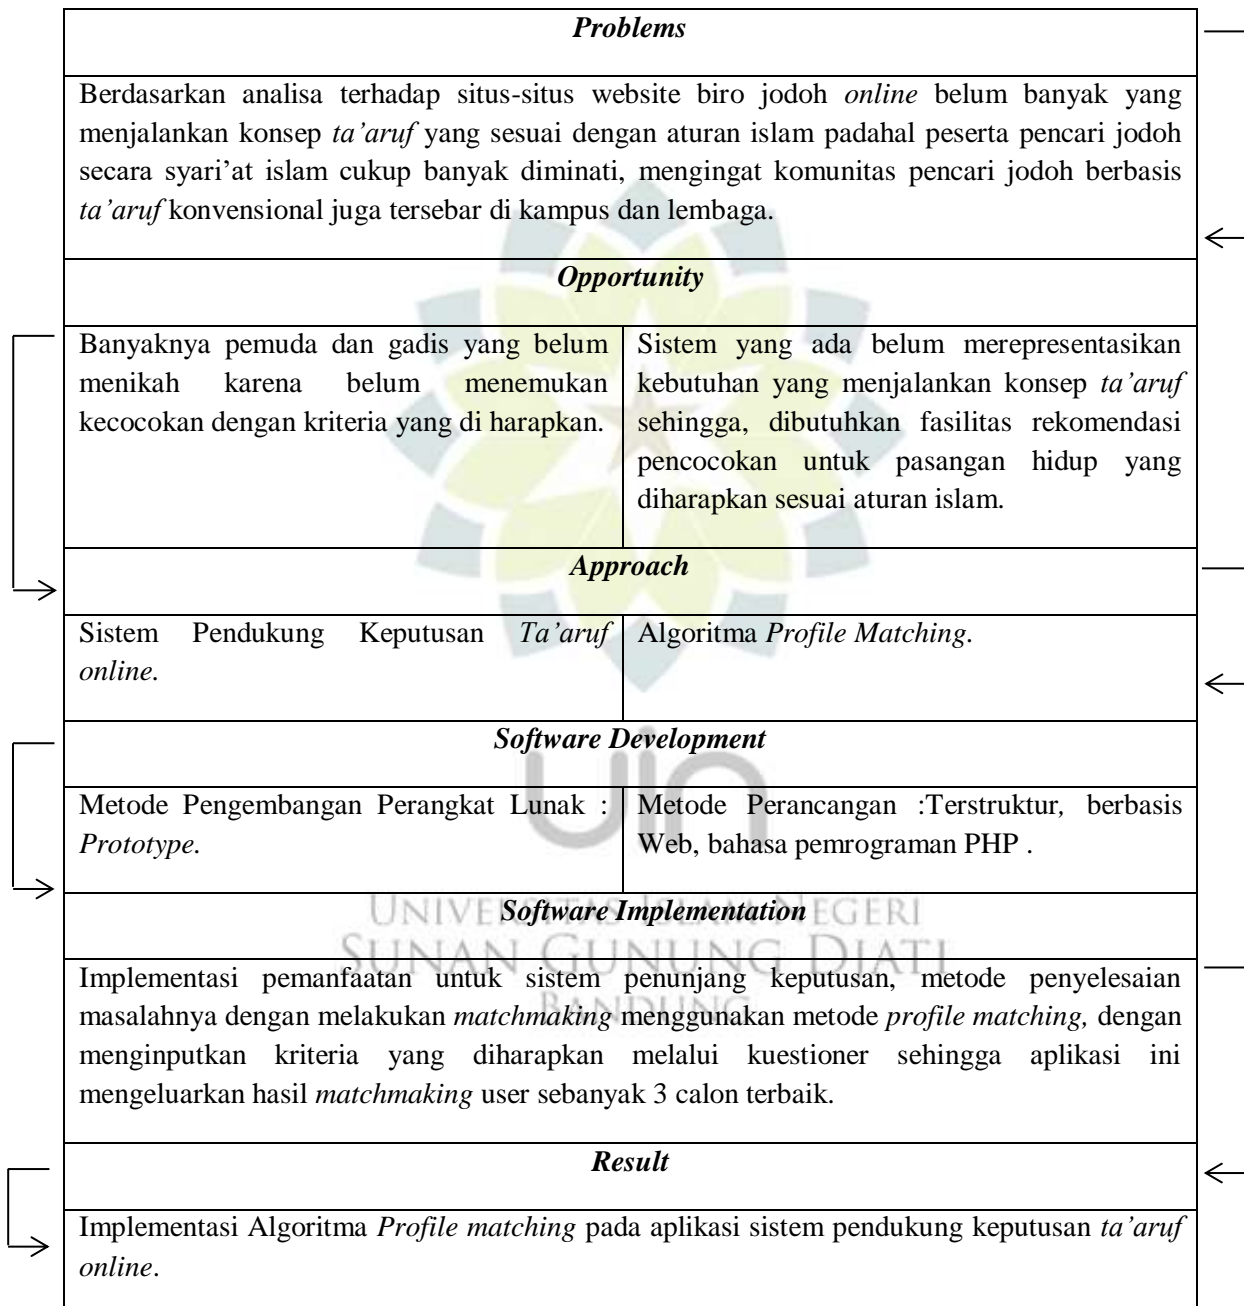 Problems
Berdasarkan analisa terhadap situs-situs website biro jodoh online belum banyak yang
menjalankan konsep ta’aruf yang sesuai dengan aturan islam padahal peserta pencari jodoh
secara syari’at islam cukup banyak diminati, mengingat komunitas pencari jodoh berbasis
ta’aruf konvensional juga tersebar di kampus dan lembaga.
Opportunity
Banyaknya pemuda dan gadis yang belum
menikah karena belum menemukan
kecocokan dengan kriteria yang di harapkan.
Sistem yang ada belum merepresentasikan
kebutuhan yang menjalankan konsep ta’aruf
sehingga, dibutuhkan fasilitas rekomendasi
pencocokan untuk pasangan hidup yang
diharapkan sesuai aturan islam.
Approach
Sistem Pendukung Keputusan Ta’aruf
online.
Algoritma Profile Matching.
Software Development
uin
Metode Pengembangan Perangkat Lunak :
Prototype.
Metode Perancangan :Terstruktur, berbasis
Web, bahasa pemrograman PHP .
UNIVERSITAS ISLAM NEGERI
Software Implementation
SUNAN GUNUNG DJATI
BANDUNG
Implementasi pemanfaatan untuk sistem penunjang keputusan, metode penyelesaian
masalahnya dengan melakukan matchmaking menggunakan metode profile matching, dengan
menginputkan kriteria yang diharapkan melalui kuestioner sehingga aplikasi ini
mengeluarkan hasil matchmaking user sebanyak 3 calon terbaik.
Result
Implementasi Algoritma Profile matching pada aplikasi sistem pendukung keputusan ta’aruf
online.